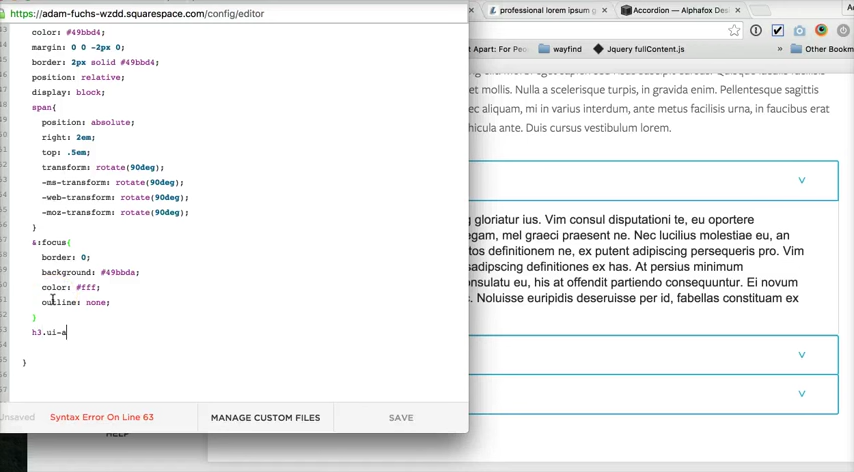 https://adam-fuchs-wzdd.squarespace.com/config/editor
color: #49bbd4;
margin: 0 0 -2px 0;
border: 2px solid #49bbd4;
position: relative;
display: block;
span{
position: absolute;
right: 2em;
top: .5em;
transform: rotate(90deg);
-ms-transform: rotate(90deg);
-web-transform: rotate(90deg);
-moz-transform: rotate(90deg);
}
&:focus{
border: 0;
background: #49bbda;
color: #fff;
outline: none;
}
h3.ui-a
}
Unsaved
Syntax Error On Line 63
MANAGE CUSTOM FILES
SAVE
HELP
professional lorem ipsum g
Accordion — Alphafox Des
Apart: For Peo
wayfind
Jquery fullContent.js
»
Other Bookm
et mollis. Nulla a scelerisque turpis, in gravida enim. Pellentesque sagittis
ec aliquam, mi in varius interdum, ante metus facilisis urna, in faucibus erat
hicula ante. Duis cursus vestibulum lorem.
v
g gloriatur ius. Vim consul disputationi te, eu oportere
egam, mel graeci praesent ne. Nec lucilius molestiae eu, an
tos definitionem ne, ex putent adipiscing persequeris pro. Vim
sadipscing definitiones ex has. At persius minimum
onsulatu eu, his at offendit partiendo consequuntur. Ei novum
c. Noluisse euripidis deseruisse per id, fabellas constituam ex
v
v